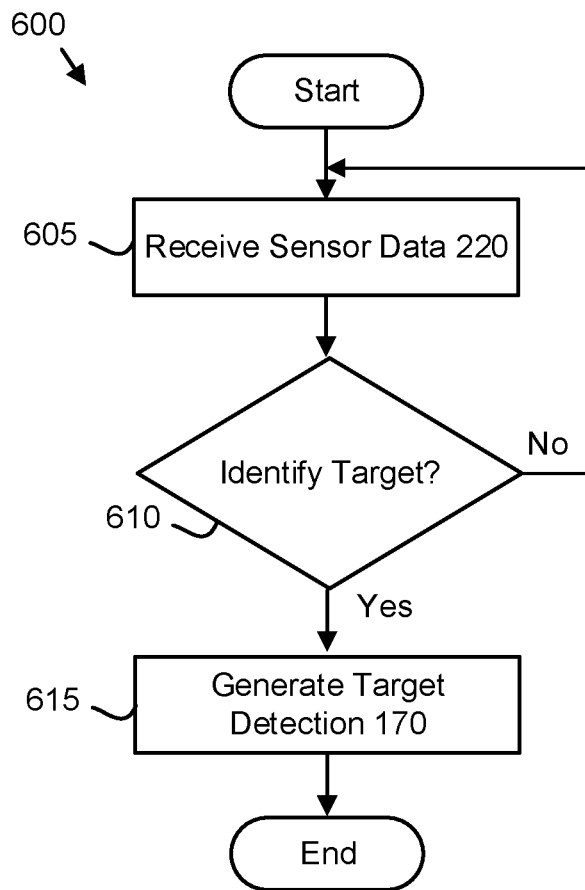 600
Start
605
Receive Sensor Data 220
Identify Target?
No
610
Yes
615
Generate Target
Detection 170
End